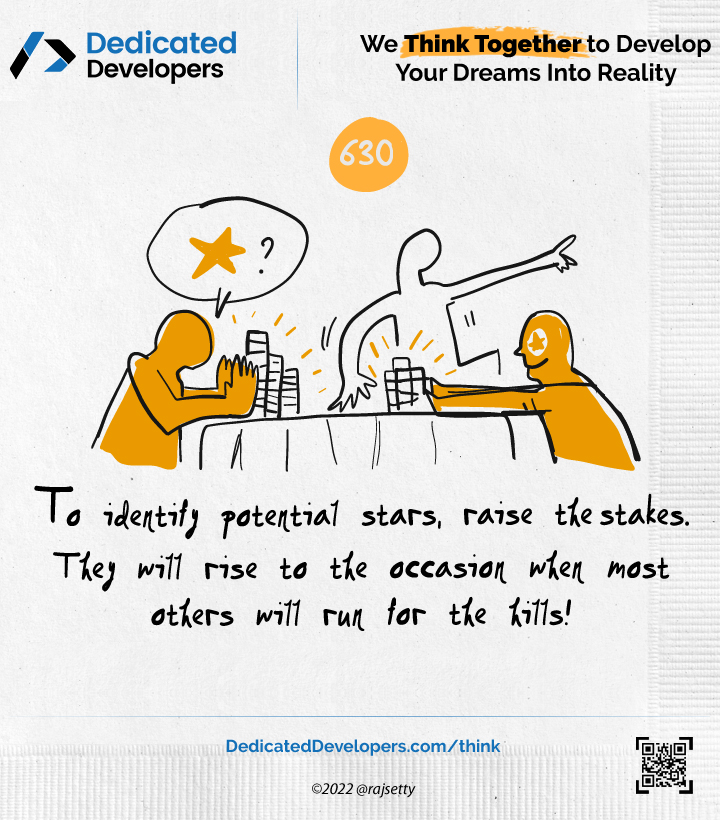 Dedicated
Developers
We Think Together to Develop
Your Dreams Into Reality
630
?
To identify potential stars, raise the stakes.
They will rise to the occasion when most
others will run for the hills!
DedicatedDevelopers.com/think
©2022 @rajsetty